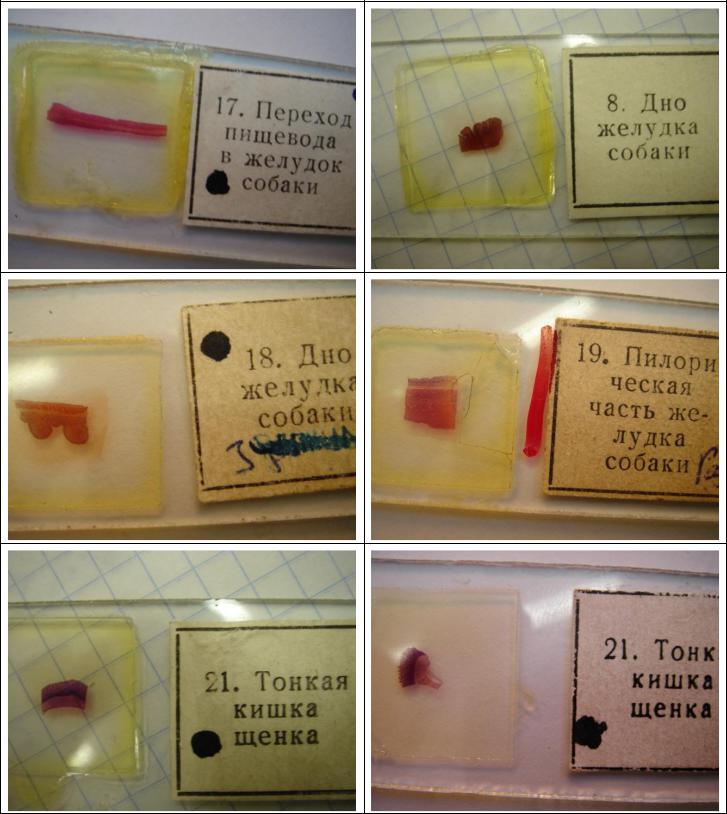 17. Переход
пищевода
в желудок
собаки
8. Дно
желудка
собаки
18. Дно
желудка
собаки
19. Пилори
ческая
часть же-
лудка
собаки
21. Тонкая
кишка
щенка
21. Тонк
кишка
щенка